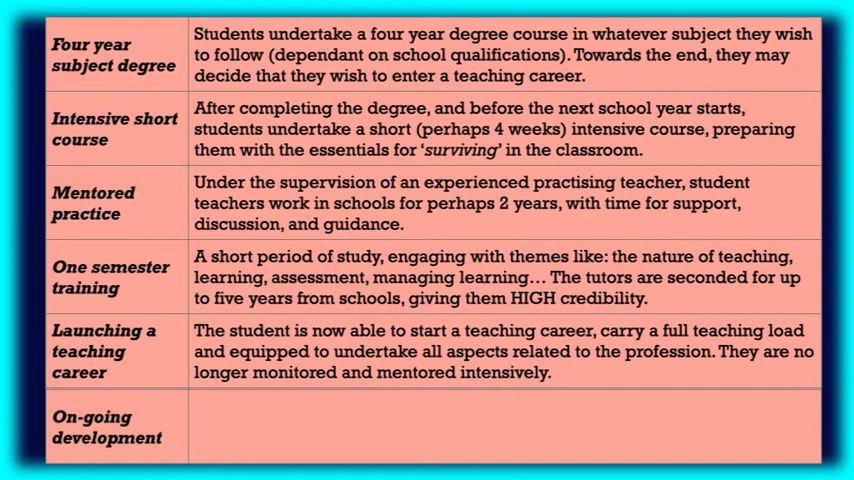 Four year
subject degree
Students undertake a four year degree course in whatever subject they wish
to follow (dependant on school qualifications). Towards the end, they may
decide that they wish to enter a teaching career.
Intensive short
course
After completing the degree, and before the next school year starts,
students undertake a short (perhaps 4 weeks) intensive course, preparing
them with the essentials for ‘surviving’ in the classroom.
Mentored
practice
Under the supervision of an experienced practising teacher, student
teachers work in schools for perhaps 2 years, with time for support,
discussion, and guidance.
One semester
training
A short period of study, engaging with themes like: the nature of teaching,
learning, assessment, managing learning… The tutors are seconded for up
to five years from schools, giving them HIGH credibility.
Launching a
teaching
career
The student is now able to start a teaching career, carry a full teaching load
and equipped to undertake all aspects related to the profession. They are no
longer monitored and mentored intensively.
On-going
development